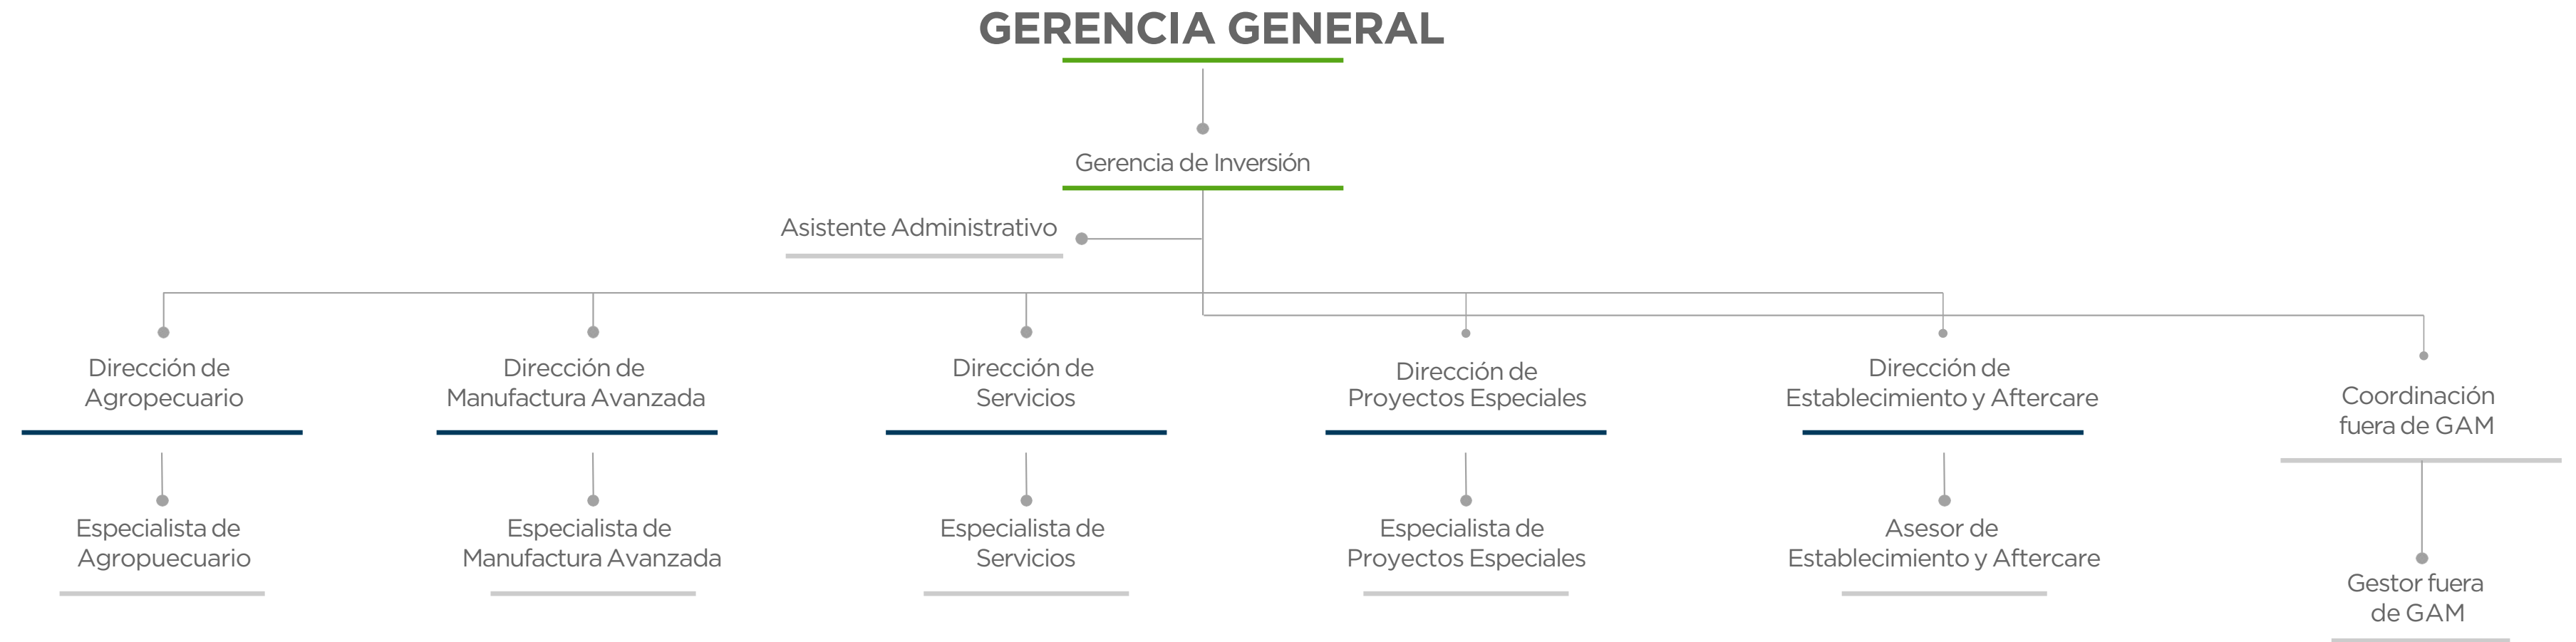 GERENCIA GENERAL
Gerencia de Inversión
Asistente Administrativo
Dirección de
Agropecuario
Dirección de
Manufactura Avanzada
Dirección de
Servicios
Dirección de
Proyectos Especiales
Dirección de
Establecimiento y Aftercare
Coordinación
fuera de GAM
Especialista de
Agropuecuario
Especialista de
Manufactura Avanzada
Especialista de
Servicios
Especialista de
Proyectos Especiales
Asesor de
Establecimiento y Aftercare
Gestor fuera
de GAM